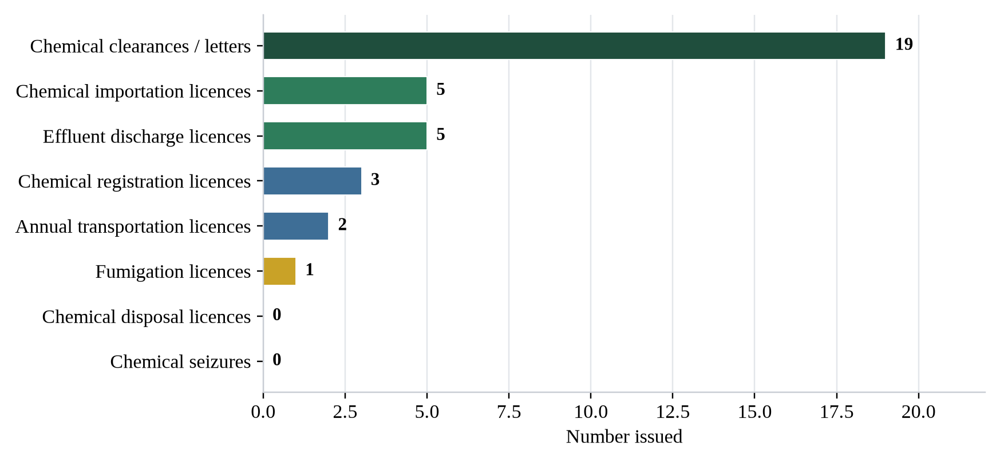 Chemical clearances / letters 19
Chemical importation licences 5
Effluent discharge licences 5
Chemical registration licences 3
Annual transportation licences 2
Fumigation licences 1
Chemical disposal licences 0
Chemical seizures 0
0.0 2.5 5.0 7.5 10.0 12.5 15.0 17.5 20.0
Number issued